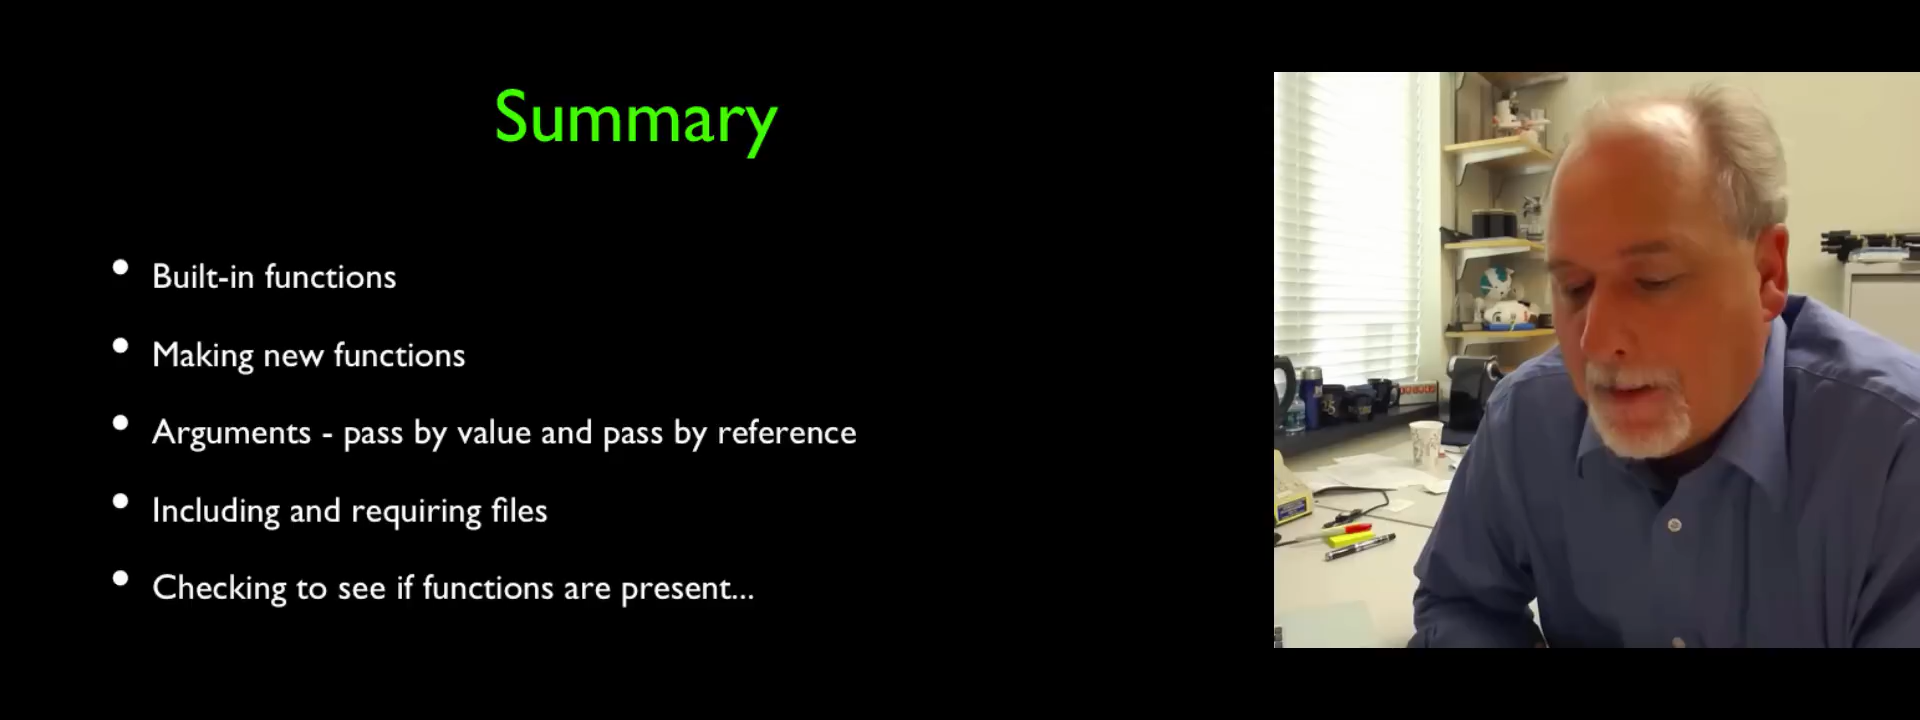 Summary
Built-in functions
Making new functions
Arguments - pass by value and pass by reference
Including and requiring files
Checking to see if functions are present...